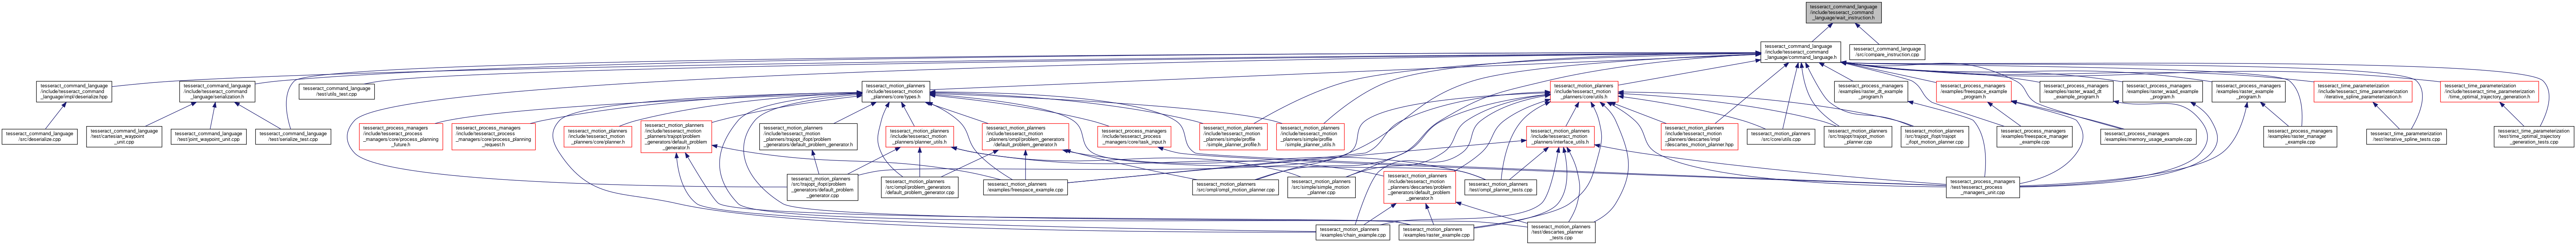 tesseract_command_language
/include/tesseract_command
_language/wait_instruction.h
tesseract_command_language
/include/tesseract_command
_language/command_language.h
tesseract_command_language
/src/compare_instruction.cpp
tesseract_command_language
/include/tesseract_command
_language/impl/deserialize.hpp
tesseract_command_language
/include/tesseract_command
_language/serialization.h
tesseract_command_language
/test/utils_test.cpp
tesseract_motion_planners
/include/tesseract_motion
_planners/core/types.h
tesseract_motion_planners
/include/tesseract_motion
_planners/core/utils.h
tesseract_process_managers
/examples/raster_dt_example
_program.h
tesseract_process_managers
/examples/freespace_example
_program.h
tesseract_process_managers
/examples/raster_waad_dt
_example_program.h
tesseract_process_managers
/examples/raster_waad_example
_program.h
tesseract_process_managers
/examples/raster_example
_program.h
tesseract_time_parameterization
/include/tesseract_time_parameterization
/iterative_spline_parameterization.h
tesseract_time_parameterization
/include/tesseract_time_parameterization
/time_optimal_trajectory_generation.h
tesseract_command_language
/src/deserialize.cpp
tesseract_command_language
/test/cartesian_waypoint
_unit.cpp
tesseract_command_language
/test/joint_waypoint_unit.cpp
tesseract_command_language
/test/serialize_test.cpp
tesseract_process_managers
/include/tesseract_process
_managers/core/process_planning
_future.h
tesseract_process_managers
/include/tesseract_process
_managers/core/process_planning
_request.h
tesseract_motion_planners
/include/tesseract_motion
_planners/core/planner.h
tesseract_motion_planners
/include/tesseract_motion
_planners/trajopt/problem
_generators/default_problem
_generator.h
tesseract_motion_planners
/include/tesseract_motion
_planners/trajopt_ifopt/problem
_generators/default_problem_generator.h
tesseract_motion_planners
/include/tesseract_motion
_planners/planner_utils.h
tesseract_motion_planners
/include/tesseract_motion
_planners/ompl/problem_generators
/default_problem_generator.h
tesseract_process_managers
/include/tesseract_process
_managers/core/task_input.h
tesseract_motion_planners
/include/tesseract_motion
_planners/simple/profile
/simple_planner_profile.h
tesseract_motion_planners
/include/tesseract_motion
_planners/simple/profile
/simple_planner_utils.h
tesseract_motion_planners
/include/tesseract_motion
_planners/interface_utils.h
tesseract_motion_planners
/include/tesseract_motion
_planners/descartes/impl
/descartes_motion_planner.hpp
tesseract_motion_planners
/src/core/utils.cpp
tesseract_motion_planners
/src/trajopt/trajopt_motion
_planner.cpp
tesseract_motion_planners
/src/trajopt_ifopt/trajopt
_ifopt_motion_planner.cpp
tesseract_process_managers
/examples/freespace_manager
_example.cpp
tesseract_process_managers
/examples/memory_usage_example.cpp
tesseract_process_managers
/examples/raster_manager
_example.cpp
tesseract_time_parameterization
/test/iterative_spline_tests.cpp
tesseract_time_parameterization
/test/time_optimal_trajectory
_generation_tests.cpp
tesseract_motion_planners
/src/trajopt_ifopt/problem
_generators/default_problem
_generator.cpp
tesseract_motion_planners
/src/ompl/problem_generators
/default_problem_generator.cpp
tesseract_motion_planners
/examples/freespace_example.cpp
tesseract_motion_planners
/src/ompl/ompl_motion_planner.cpp
tesseract_motion_planners
/src/simple/simple_motion
_planner.cpp
tesseract_motion_planners
/include/tesseract_motion
_planners/descartes/problem
_generators/default_problem
_generator.h
tesseract_motion_planners
/test/ompl_planner_tests.cpp
tesseract_process_managers
/test/tesseract_process
_managers_unit.cpp
tesseract_motion_planners
/examples/chain_example.cpp
tesseract_motion_planners
/examples/raster_example.cpp
tesseract_motion_planners
/test/descartes_planner
_tests.cpp